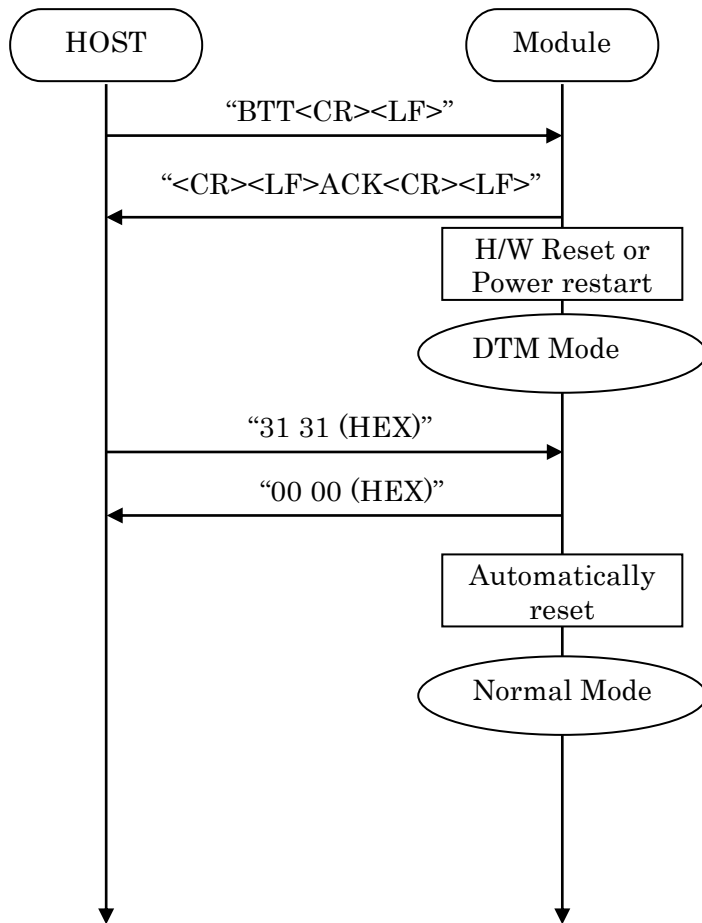 HOST
Module
“BTT<CR><LF>”
“<CR><LF>ACK<CR><LF>”
H/W Reset or
Power restart
DTM Mode
“31 31 (HEX)”
“00 00 (HEX)”
Automatically
reset
Normal Mode